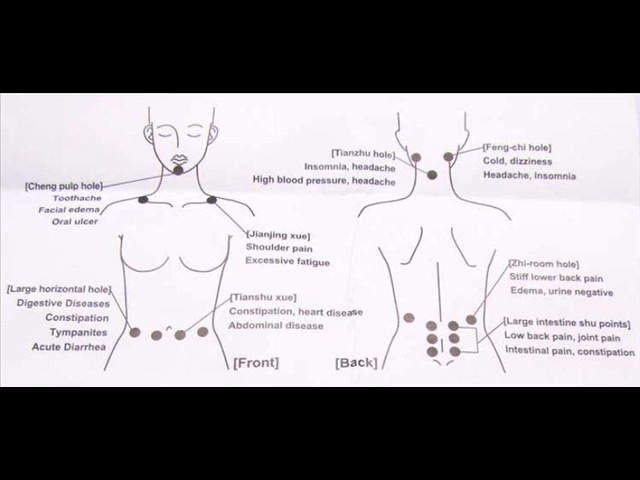 [Cheng pulp hole]
Toothache
Facial edema
Oral ulcer
[Jianjing xue]
Shoulder pain
Excessive fatigue
[Large horizontal hole]
Digestive Diseases
Constipation
Tympanites
Acute Diarrhea
[Tianshu xue]
Constipation, heart disease
Abdominal disease
[Front]
[Tianzhu hole]
Insomnia, headache
High blood pressure, headache
[Feng-chi hole]
Cold, dizziness
Headache, insomnia
[Zhi-room hole]
Stiff lower back pain
Edema, urine negative
[Large intestine shu points]
Low back pain, joint pain
Intestinal pain, constipation
[Back]